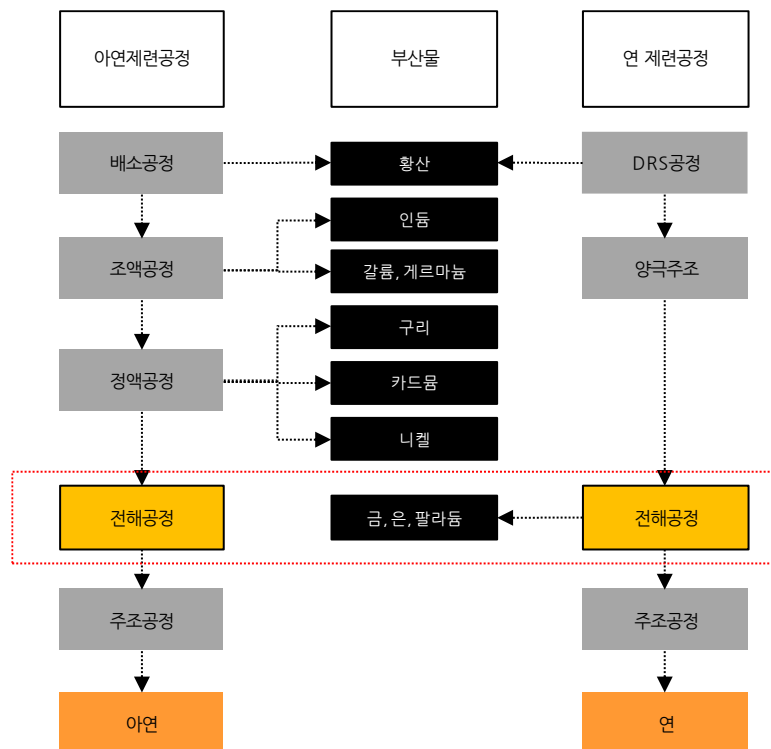 아연제련공정
부산물
연 제련공정
배소공정
황산
DRS공정
인듐
조액공정
갈륨, 게르마늄
양극주조
구리
정액공정
카드뮴
니켈
전해공정
금, 은, 팔라듐
전해공정
주조공정
주조공정
아연
연